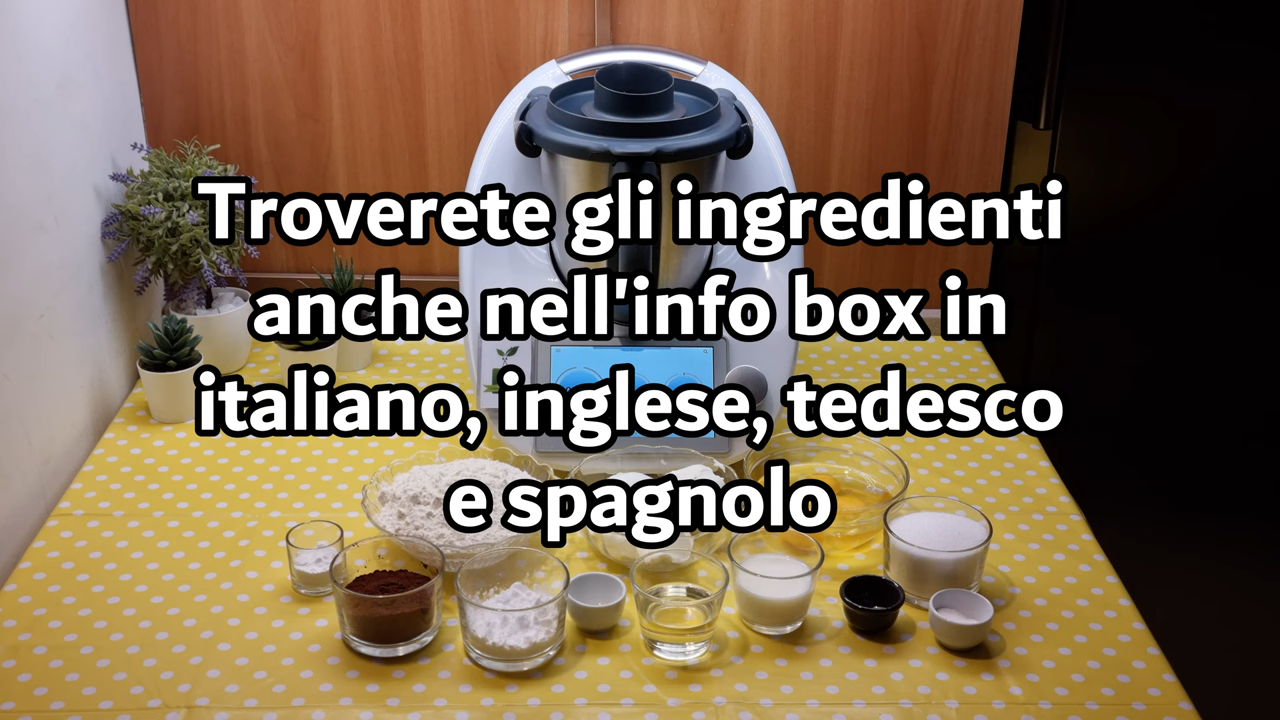 Troverete gli ingredienti
anche nell'info box in
italiano, inglese, tedesco
e spagnolo